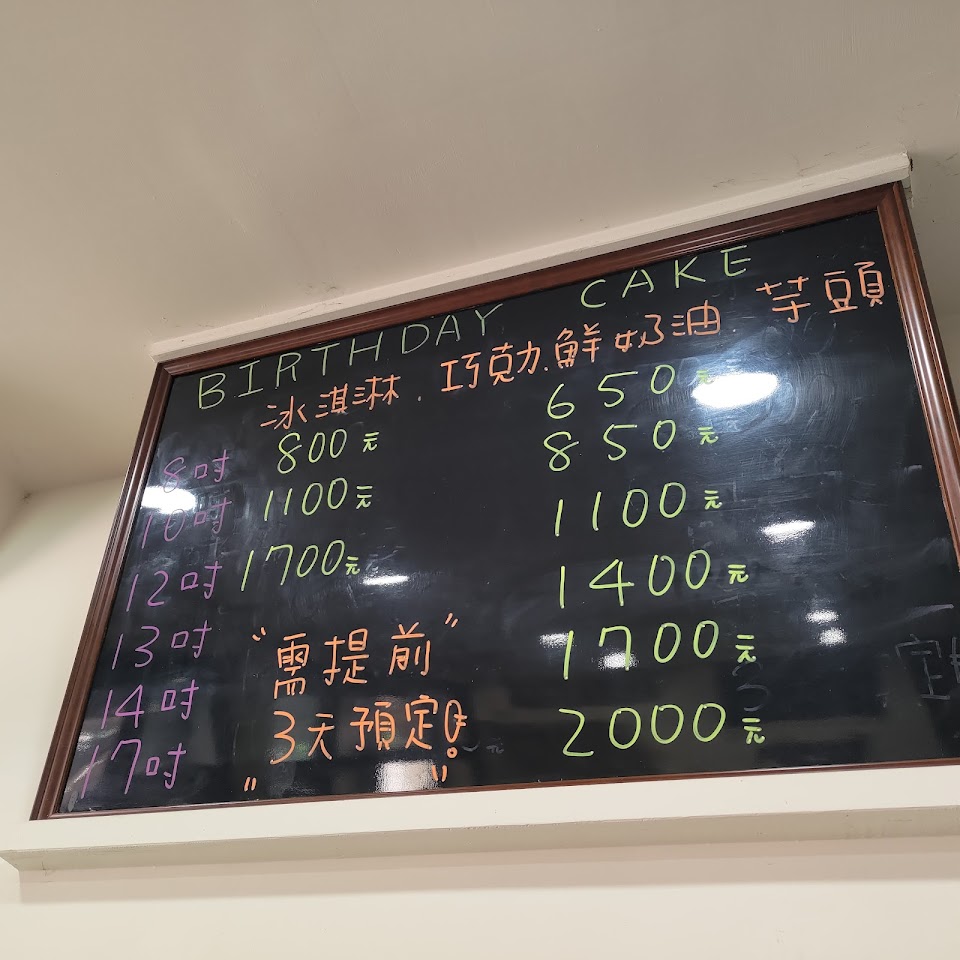 BIRTHDAY CAKE
冰淇淋.巧克力.鮮奶油.芋頭
8吋 800元 650元
10吋 1100元 850元
12吋 1700元 1100元
13吋 1400元
14吋 1700元
17吋 2000元
"需提前"
3天預定!
定